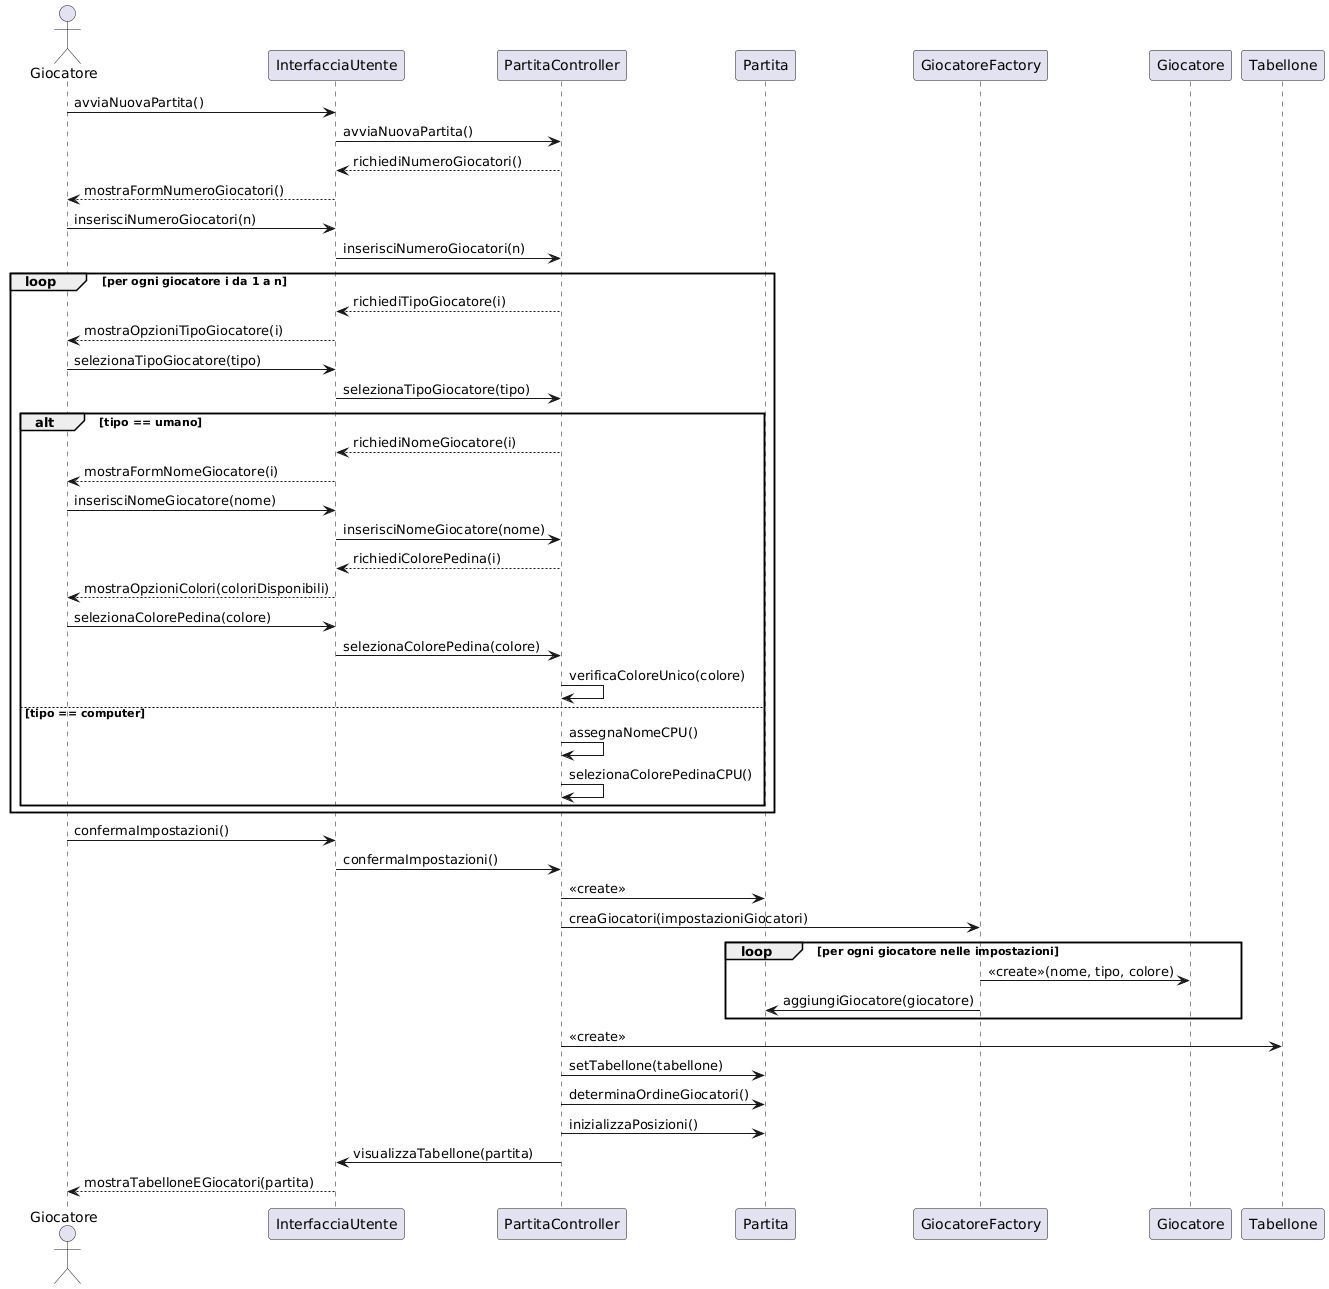 Giocatore
InterfacciaUtente
PartitaController
Partita
GiocatoreFactory
Giocatore
Tabellone
avviaNuovaPartita()
avviaNuovaPartita()
richiediNumeroGiocatori()
mostraFormNumeroGiocatori()
inserisciNumeroGiocatori(n)
inserisciNumeroGiocatori(n)
loop
[per ogni giocatore i da 1 a n]
richiediTipoGiocatore(i)
mostraOpzioniTipoGiocatore(i)
selezionaTipoGiocatore(tipo)
selezionaTipoGiocatore(tipo)
alt
[tipo == umano]
richiediNomeGiocatore(i)
mostraFormNomeGiocatore(i)
inserisciNomeGiocatore(nome)
inserisciNomeGiocatore(nome)
richiediColorePedina(i)
mostraOpzioniColori(coloriDisponibili)
selezionaColorePedina(colore)
selezionaColorePedina(colore)
verificaColoreUnico(colore)
[tipo == computer]
assegnaNomeCPU()
selezionaColorePedinaCPU()
confermaImpostazioni()
confermaImpostazioni()
«create»
creaGiocatori(impostazioniGiocatori)
loop
[per ogni giocatore nelle impostazioni]
«create»(nome, tipo, colore)
aggiungiGiocatore(giocatore)
«create»
setTabellone(tabellone)
determinaOrdineGiocatori()
inizializzaPosizioni()
visualizzaTabellone(partita)
mostraTabelloneEGiocatori(partita)
Giocatore
InterfacciaUtente
PartitaController
Partita
GiocatoreFactory
Giocatore
Tabellone